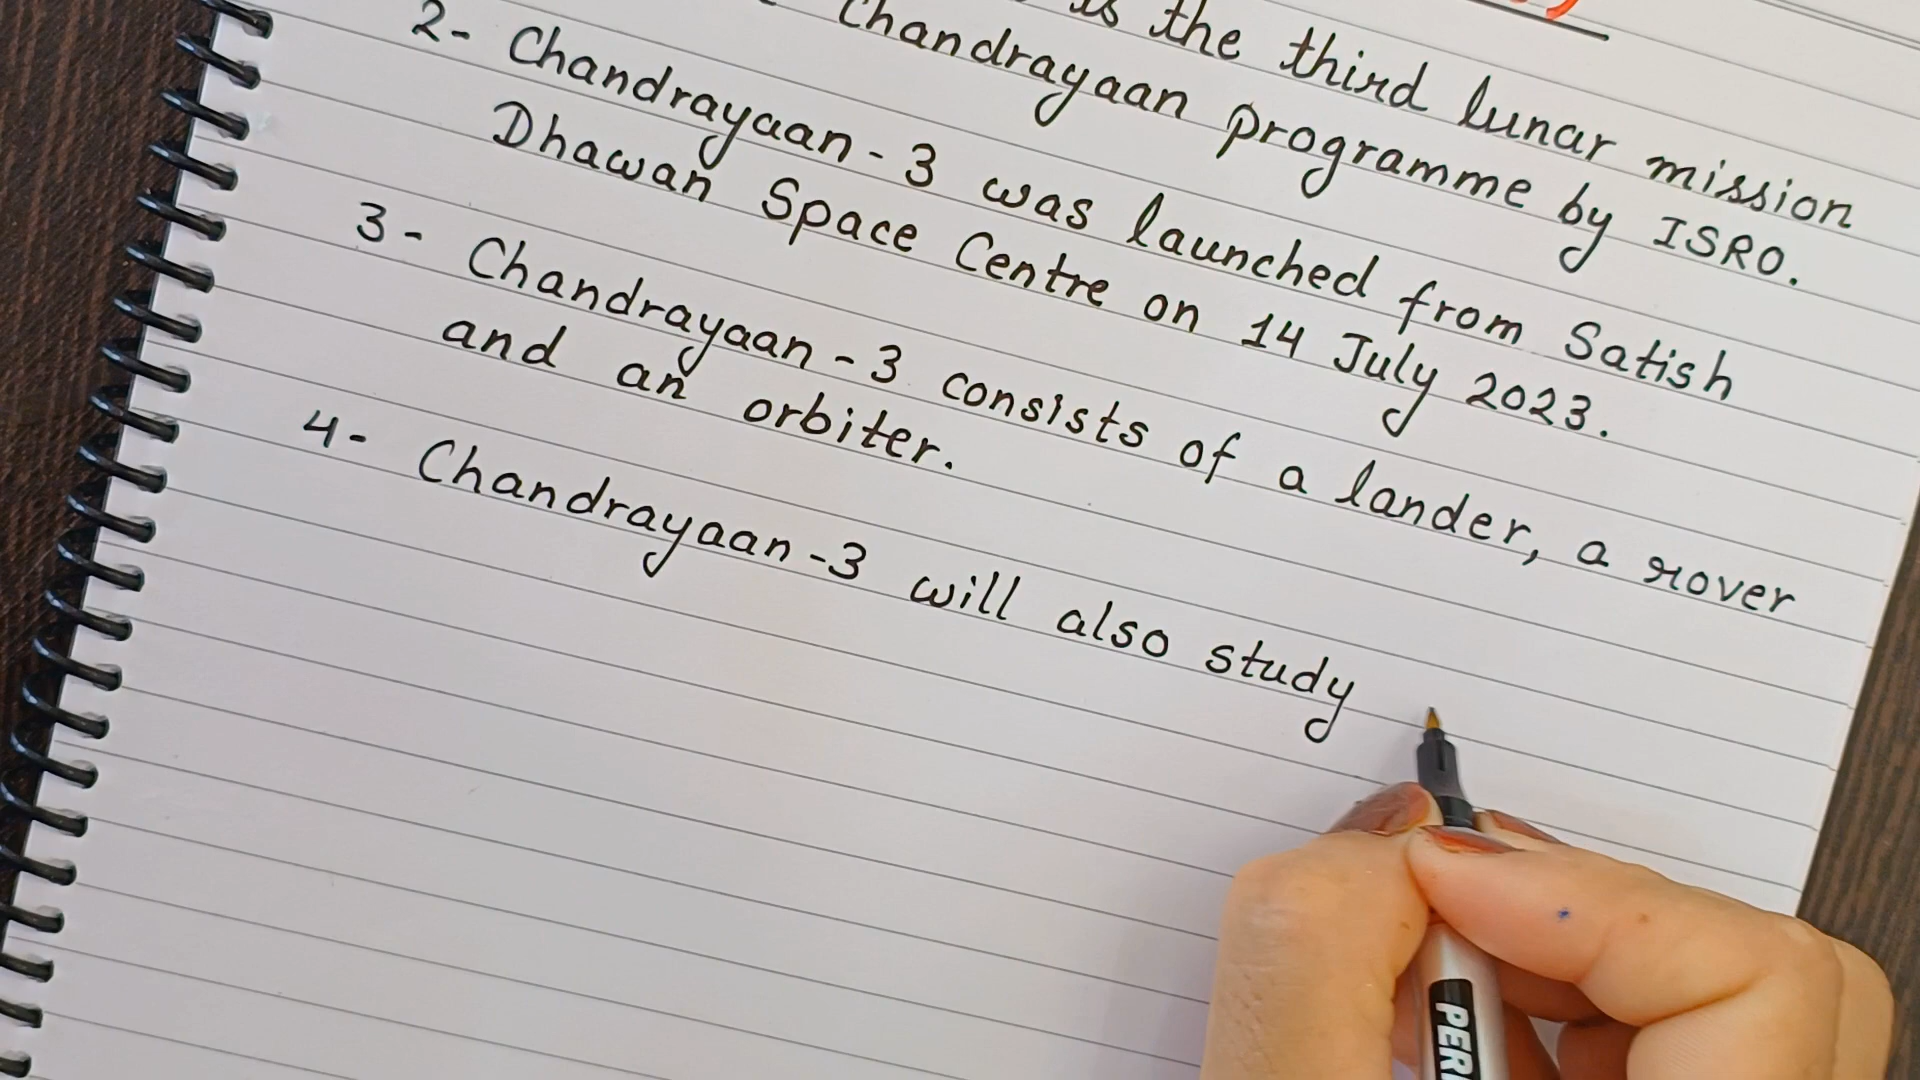 is the third lunar mission
Chandrayaan programme by ISRO.
2- Chandrayaan-3 was launched from Satish
Dhawan Space Centre on 14 July 2023.
3- Chandrayaan-3 consists of a lander, a rover
and an orbiter.
4- Chandrayaan-3 will also study
PER